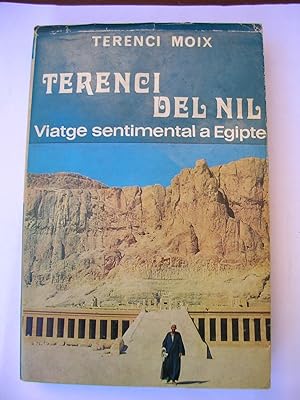 TERENCI MOIX
TERENCI
DEL NIL
Viatge sentimental a Egipte